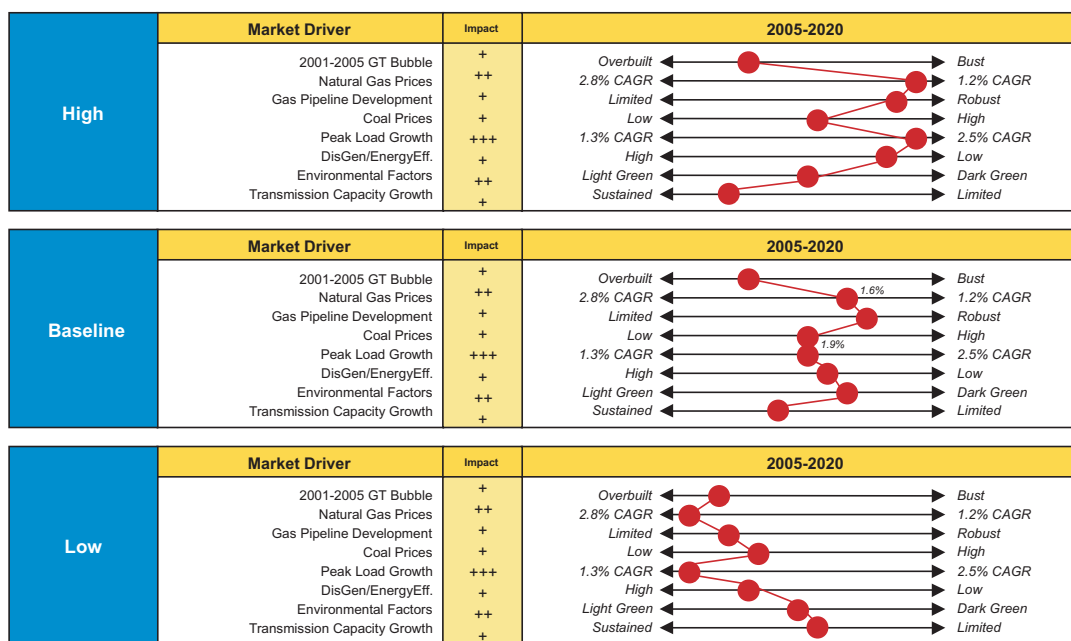 Market Driver Impact 2005-2020
High
2001-2005 GT Bubble + Overbuilt Bust
Natural Gas Prices ++ 2.8% CAGR 1.2% CAGR
Gas Pipeline Development + Limited Robust
Coal Prices + Low High
Peak Load Growth +++ 1.3% CAGR 2.5% CAGR
DisGen/EnergyEff. + High Low
Environmental Factors ++ Light Green Dark Green
Transmission Capacity Growth + Sustained Limited
Market Driver Impact 2005-2020
Baseline
2001-2005 GT Bubble + Overbuilt Bust
Natural Gas Prices ++ 2.8% CAGR 1.6% 1.2% CAGR
Gas Pipeline Development + Limited Robust
Coal Prices + Low High
Peak Load Growth +++ 1.3% CAGR 1.9% 2.5% CAGR
DisGen/EnergyEff. + High Low
Environmental Factors ++ Light Green Dark Green
Transmission Capacity Growth + Sustained Limited
Market Driver Impact 2005-2020
Low
2001-2005 GT Bubble + Overbuilt Bust
Natural Gas Prices ++ 2.8% CAGR 1.2% CAGR
Gas Pipeline Development + Limited Robust
Coal Prices + Low High
Peak Load Growth +++ 1.3% CAGR 2.5% CAGR
DisGen/EnergyEff. + High Low
Environmental Factors ++ Light Green Dark Green
Transmission Capacity Growth + Sustained Limited